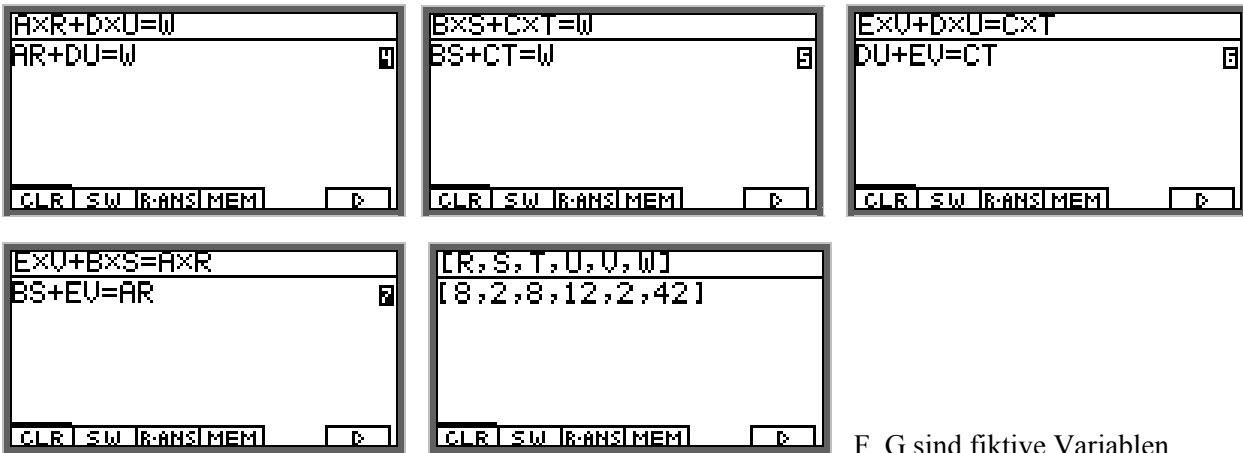 A×R+D×U=W
AR+DU=W 4
CLR SW R·ANS MEM ▷
B×S+C×T=W
BS+CT=W 5
CLR SW R·ANS MEM ▷
E×V+D×U=C×T
DU+EV=CT 6
CLR SW R·ANS MEM ▷
E×V+B×S=A×R
BS+EV=AR 7
CLR SW R·ANS MEM ▷
[R,S,T,U,V,W]
[8,2,8,12,2,42]
CLR SW R·ANS MEM ▷
F, G sind fiktive Variablen